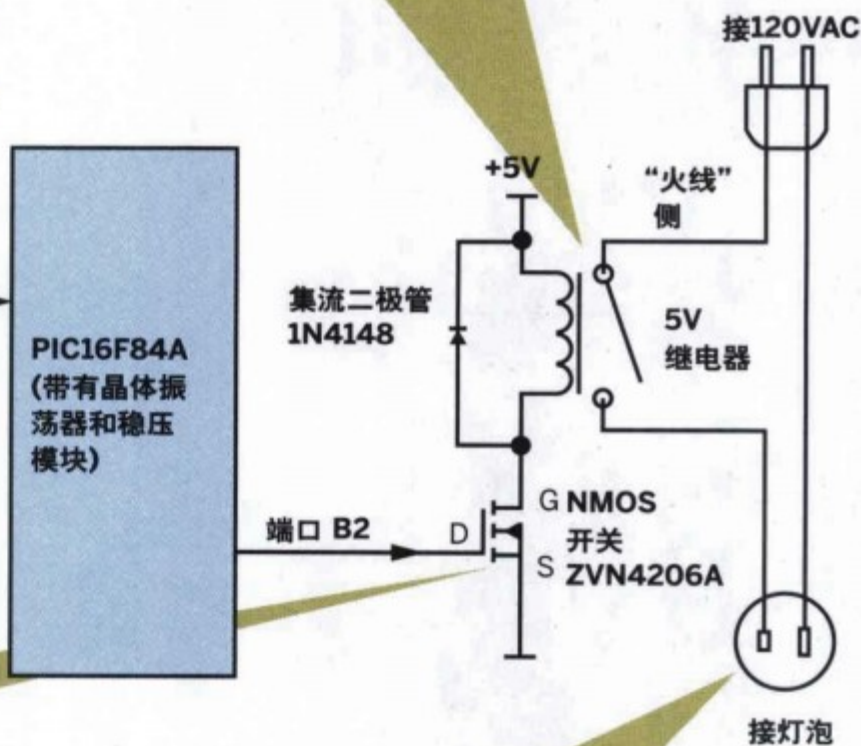 接120VAC
+5V
“火线”
侧
集流二极管
1N4148
5V
继电器
PIC16F84A
(带有晶体振
荡器和稳压
模块)
端口 B2
D
G NMOS
开关
S ZVN4206A
接灯泡